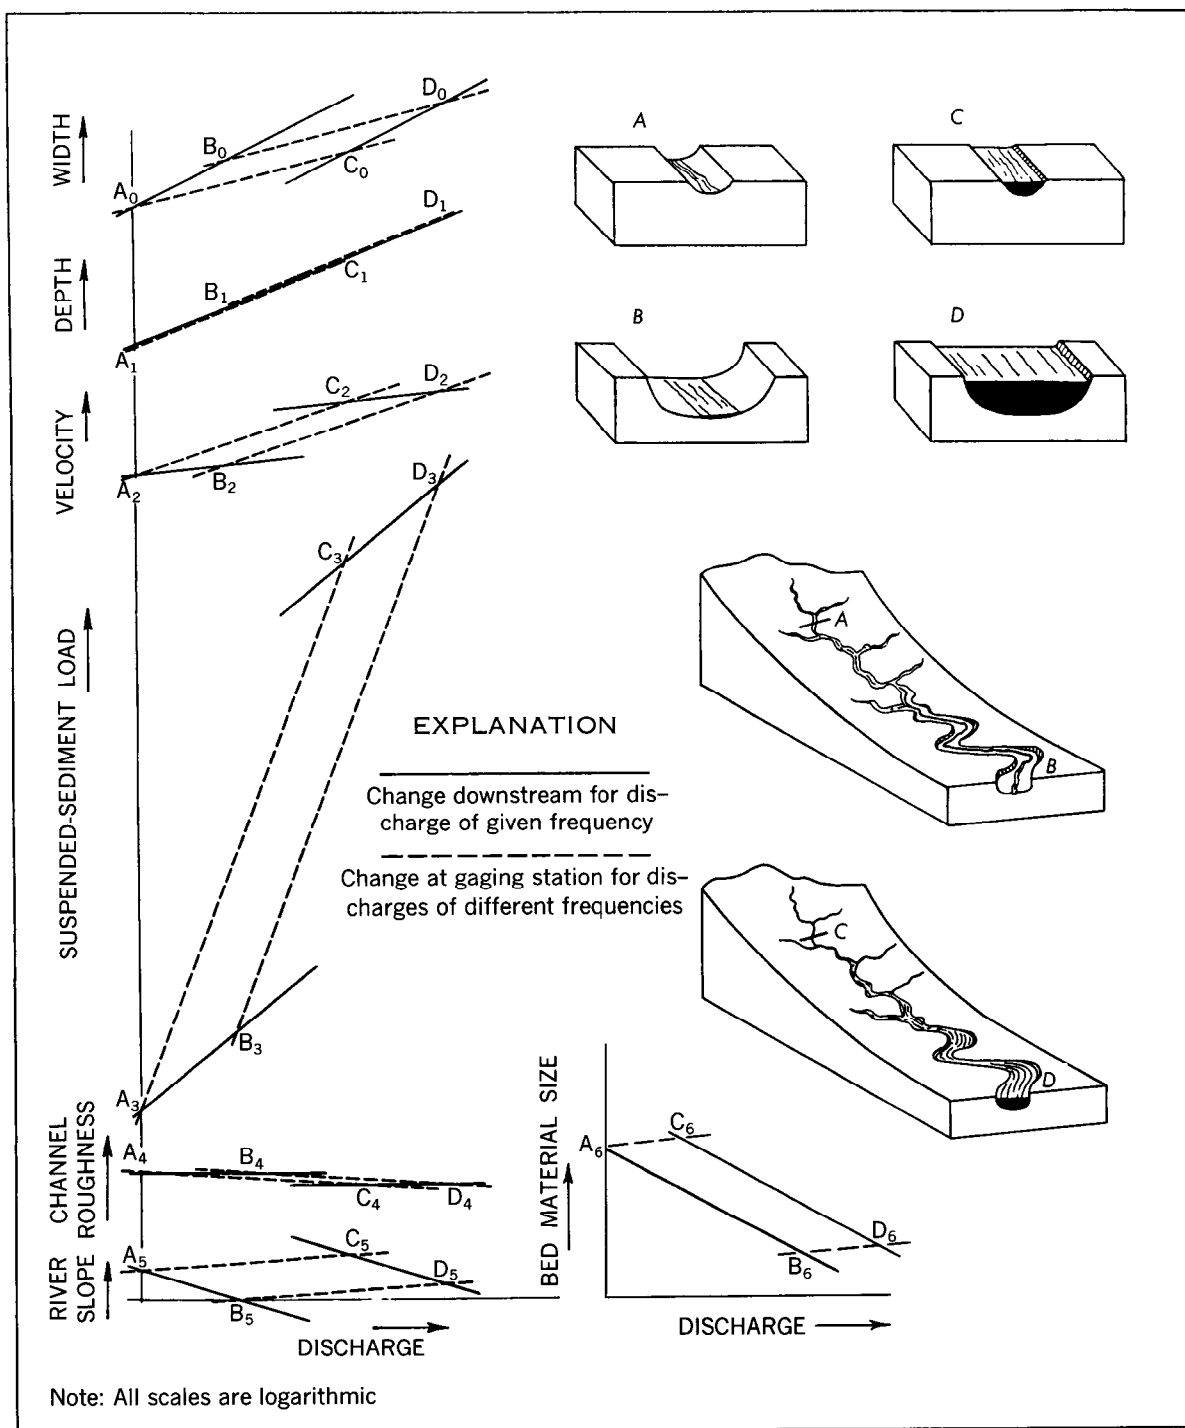 WIDTH
A0
B0
C0
D0
DEPTH
A1
B1
C1
D1
VELOCITY
A2
B2
C2
D2
SUSPENDED-SEDIMENT LOAD
A3
B3
C3
D3
CHANNEL
ROUGHNESS
A4
B4
C4
D4
RIVER
SLOPE
A5
B5
C5
D5
DISCHARGE
EXPLANATION
Change downstream for dis-
charge of given frequency
Change at gaging station for dis-
charges of different frequencies
A
C
B
D
A
B
C
D
BED MATERIAL SIZE
A6
C6
B6
D6
DISCHARGE
Note: All scales are logarithmic